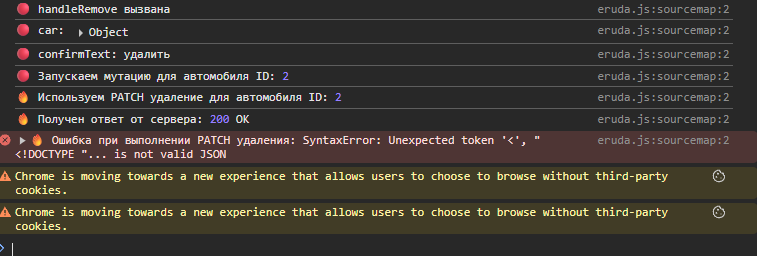 handleRemove вызвана eruda.js:sourcemap:2
car: Object eruda.js:sourcemap:2
confirmText: удалить eruda.js:sourcemap:2
Запускаем мутацию для автомобиля ID: 2 eruda.js:sourcemap:2
Используем PATCH удаление для автомобиля ID: 2 eruda.js:sourcemap:2
Получен ответ от сервера: 200 OK eruda.js:sourcemap:2
Ошибка при выполнении PATCH удаления: SyntaxError: Unexpected token '<', " eruda.js:sourcemap:2
<!DOCTYPE "... is not valid JSON
Chrome is moving towards a new experience that allows users to choose to browse without third-party
cookies.
Chrome is moving towards a new experience that allows users to choose to browse without third-party
cookies.